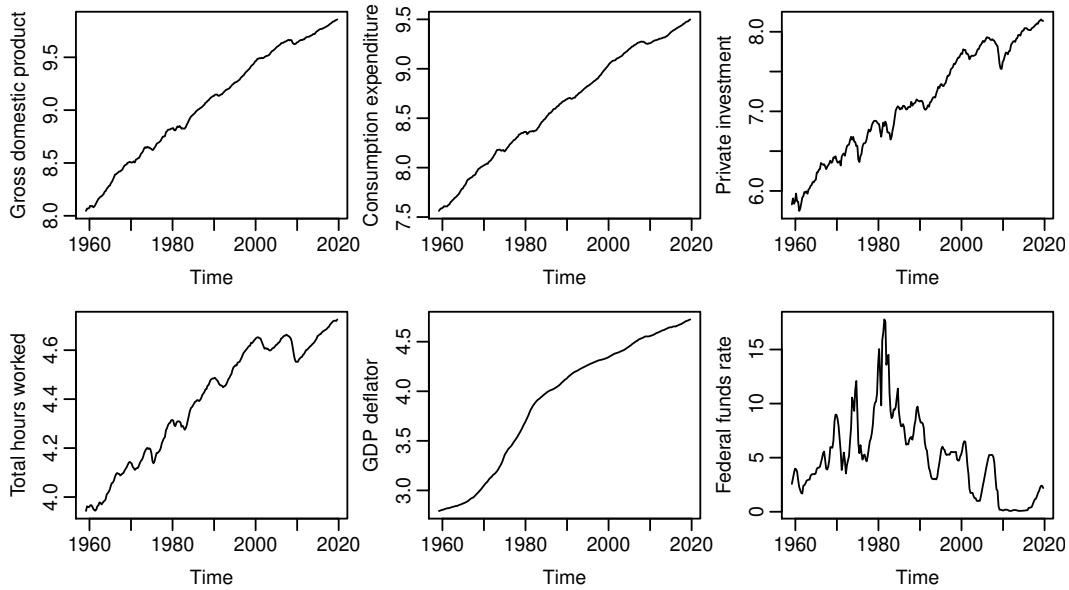 Gross domestic product
8.0 8.5 9.0 9.5
1960 1980 2000 2020
Time
Consumption expenditure
7.5 8.0 8.5 9.0 9.5
1960 1980 2000 2020
Time
Private investment
6.0 7.0 8.0
1960 1980 2000 2020
Time
Total hours worked
4.0 4.2 4.4 4.6
1960 1980 2000 2020
Time
GDP deflator
3.0 3.5 4.0 4.5
1960 1980 2000 2020
Time
Federal funds rate
0 5 10 15
1960 1980 2000 2020
Time